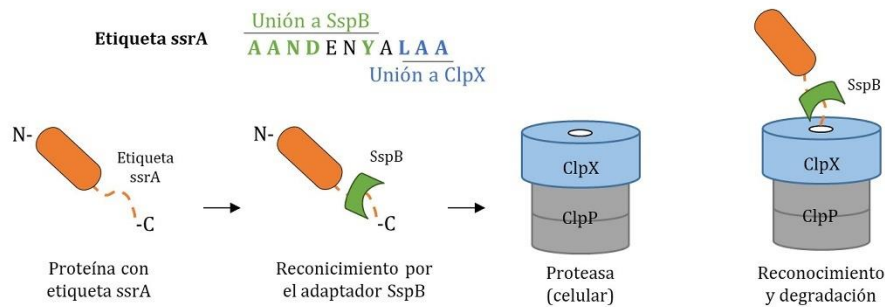 Unión a SspB
Etiqueta ssrA
AANDENYALAA
Unión a ClpX
N-
Etiqueta
ssrA
-C
Proteína con
etiqueta ssrA
N-
SspB
-C
Reconicimiento por
el adaptador SspB
ClpX
ClpP
Proteasa
(celular)
SspB
ClpX
ClpP
Reconocimiento
y degradación